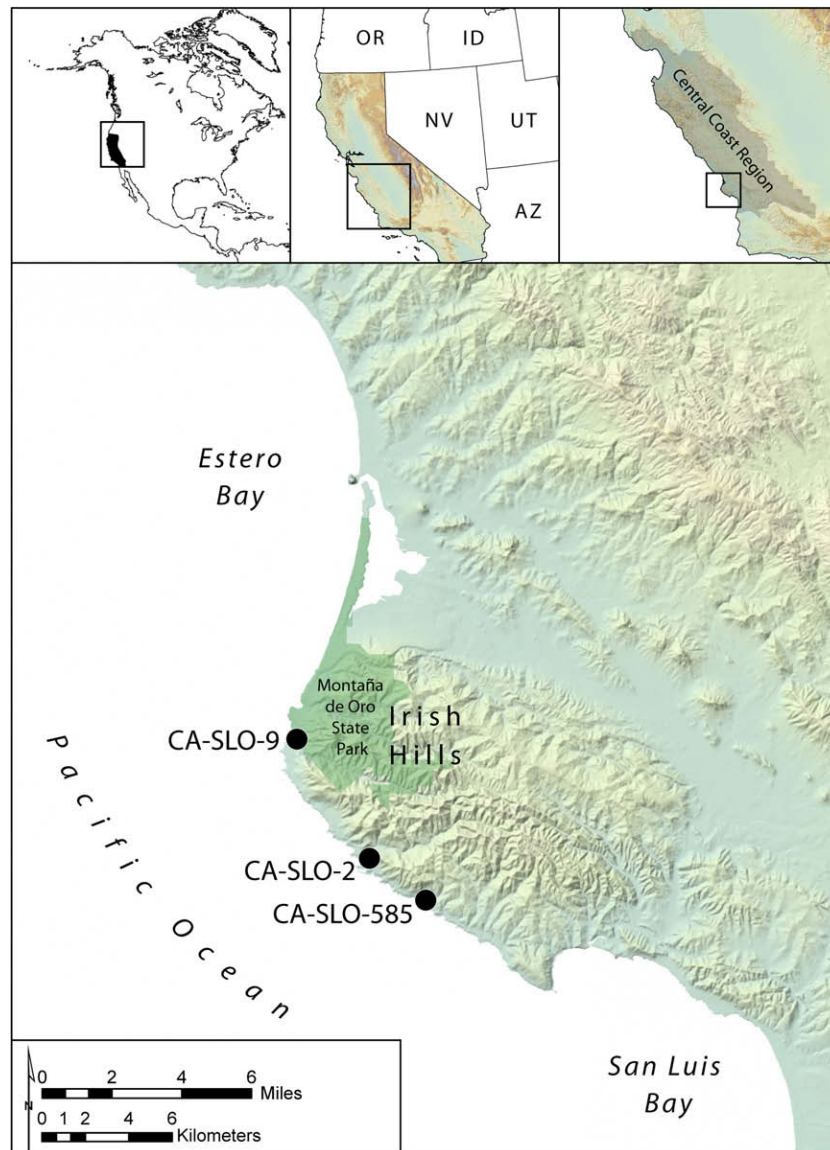 OR
ID
NV
UT
AZ
Central Coast Region
Estero
Bay
Montaña
de Oro
State
Park
Irish
Hills
CA-SLO-9
Pacific Ocean
CA-SLO-2
CA-SLO-585
San Luis
Bay
N
0 2 4 6
Miles
0 1 2 4 6
Kilometers